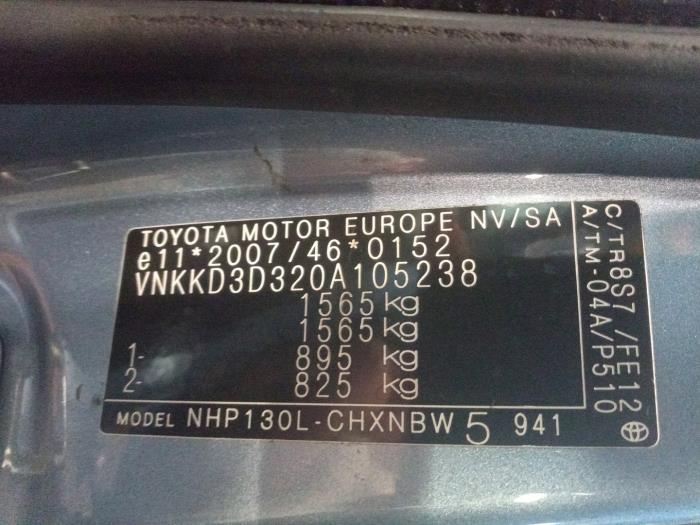 TOYOTA MOTOR EUROPE NV/SA
e11*2007/46*0152
VNKKD3D320A105238
1565 kg
1565 kg
1- 895 kg
2- 825 kg
MODEL NHP130L-CHXNBW 5 941
C/TR8S7 /FE12
A/TM-04A/P510